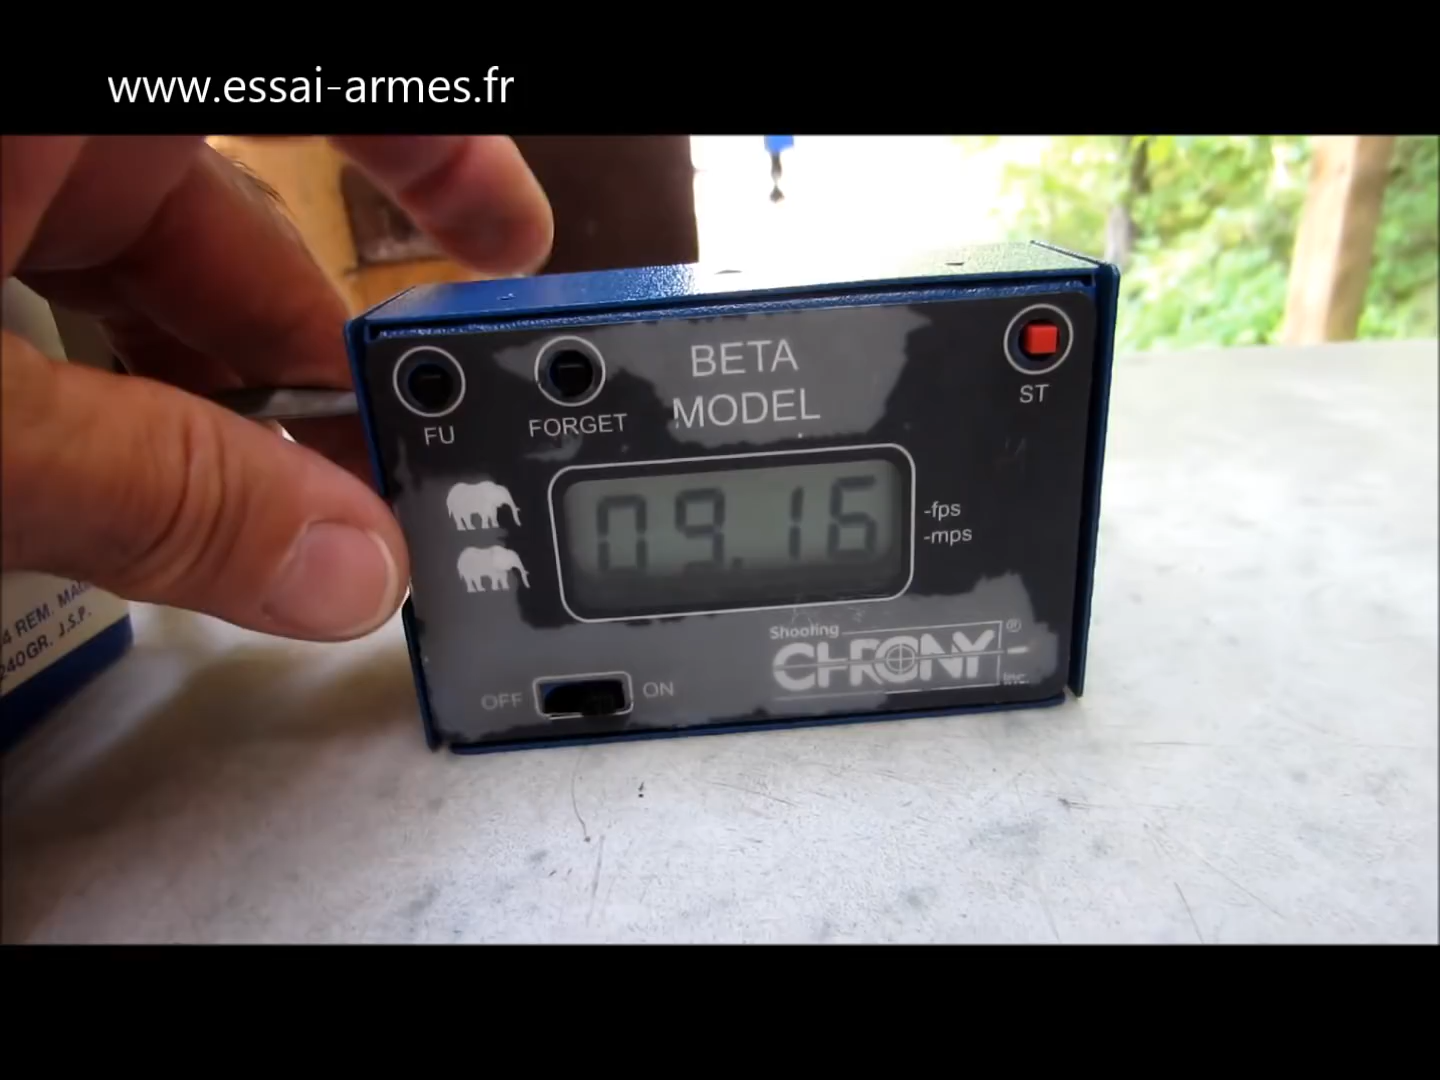 www.essai-armes.fr
BETA
MODEL
ST
FU
FORGET
09.16
-fps
-mps
4 REM. MAG
240GR. J.S.P.
Shooting
CHRONY ®
Inc.
OFF
ON